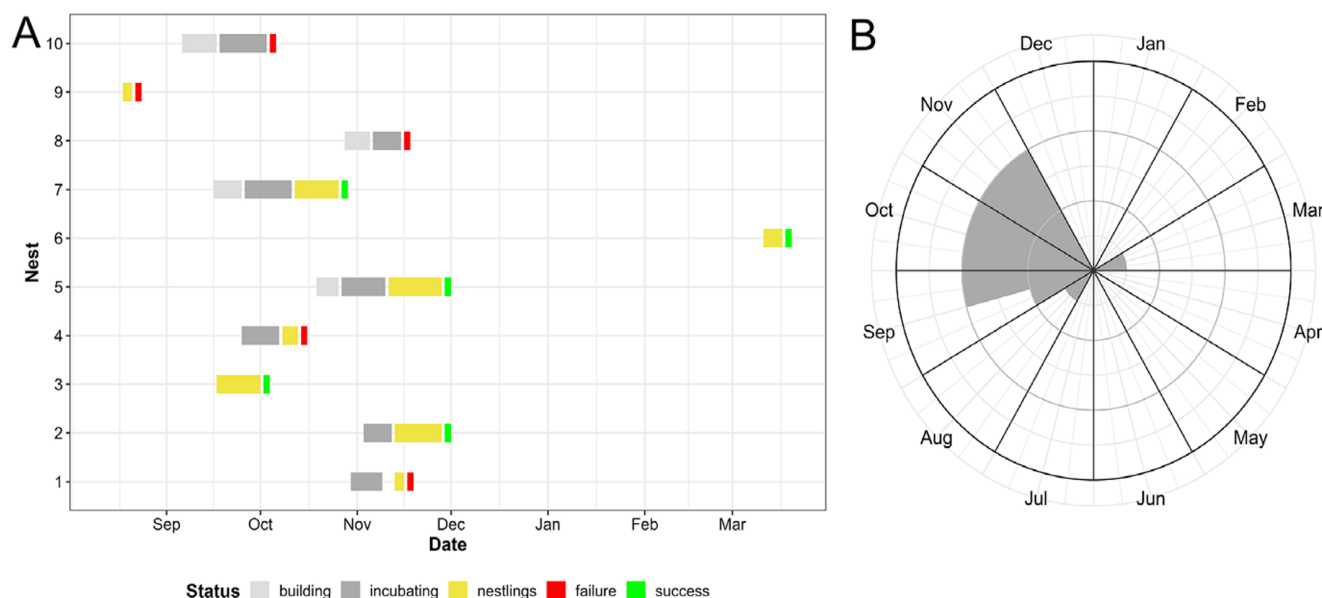 A
B
10
9
8
7
6
5
4
3
2
1
Nest
Sep Oct Nov Dec Jan Feb Mar
Date
Status building incubating nestlings failure success
Dec Jan
Nov Feb
Oct Mar
Sep Apr
Aug May
Jul Jun